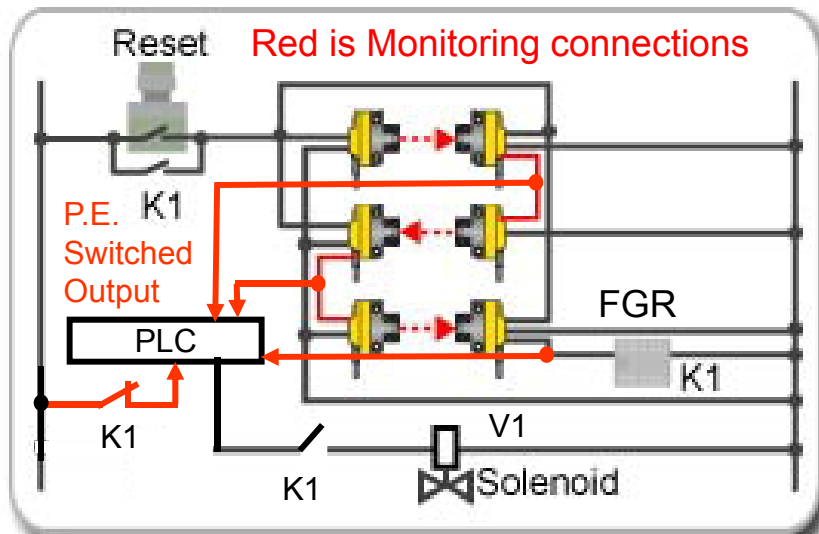 Reset
Red is Monitoring connections
K1
P.E.
Switched
Output
FGR
PLC
K1
K1
V1
K1
Solenoid